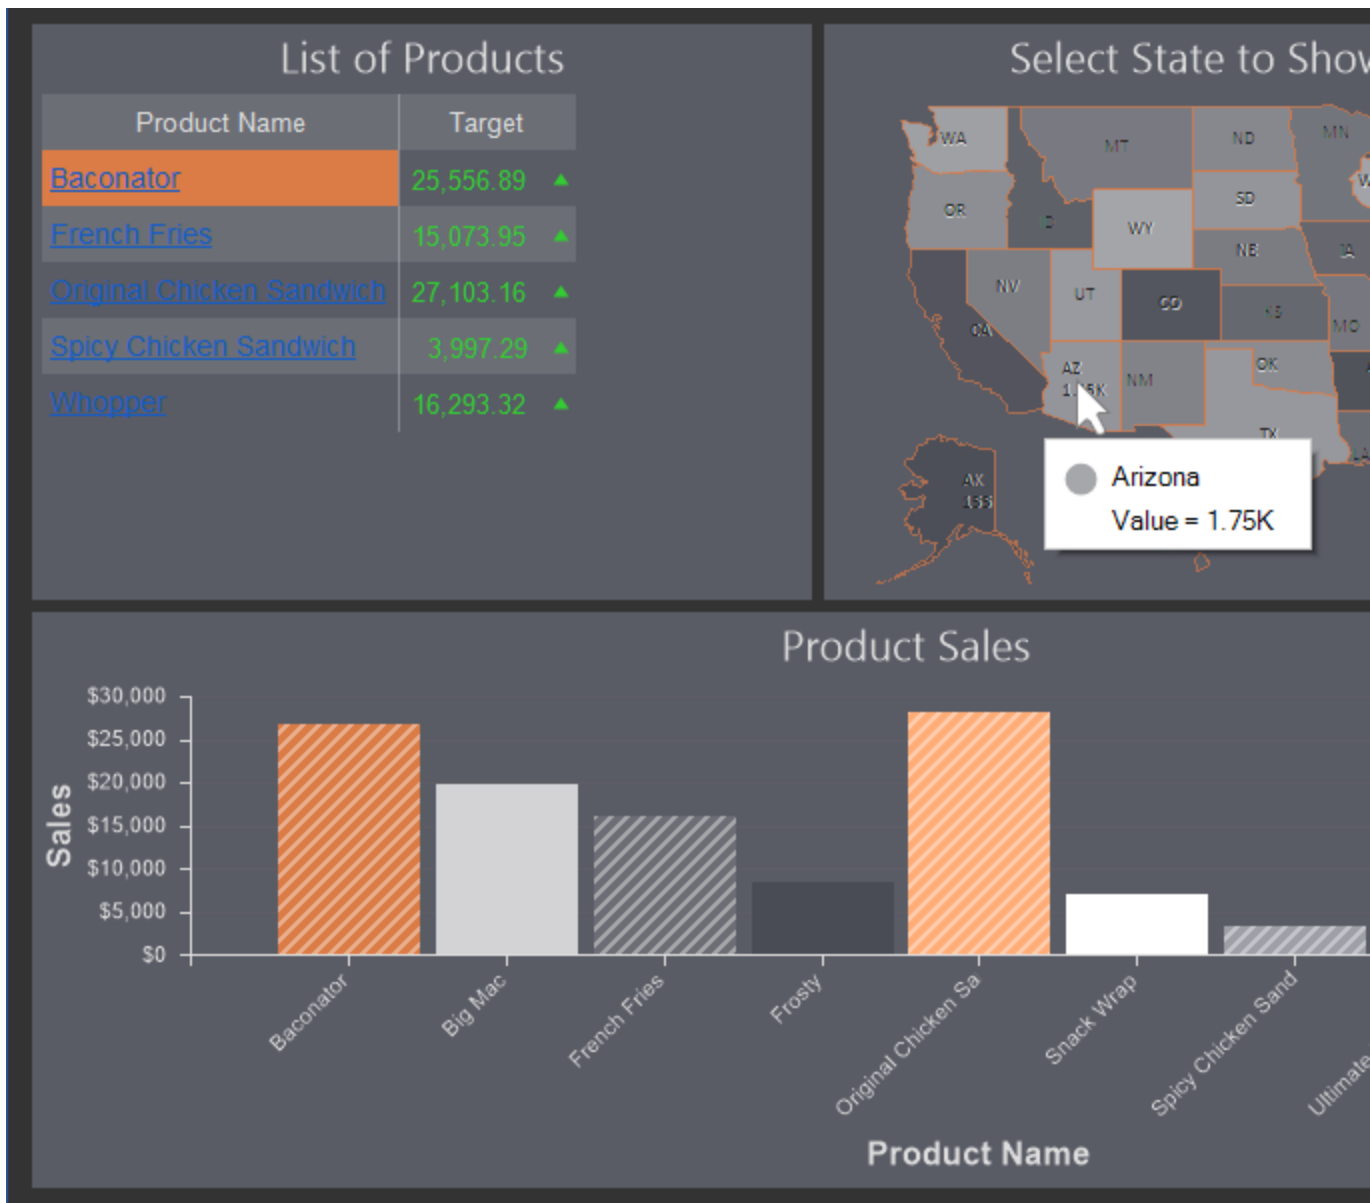 List of Products
Product Name Target
Baconator 25,556.89
French Fries 15,073.95
Original Chicken Sandwich 27,103.16
Spicy Chicken Sandwich 3,997.29
Whopper 16,293.32
Select State to Show
WA MT ND MN
OR ID WY SD
NV UT CO NE IA
CA KS MO
AZ NM OK
TX LA
AK
Arizona
Value = 1.75K
Product Sales
Sales
$30,000
$25,000
$20,000
$15,000
$10,000
$5,000
$0
Baconator
Big Mac
French Fries
Frosty
Original Chicken Sa
Snack Wrap
Spicy Chicken Sand
Ultimate
Product Name